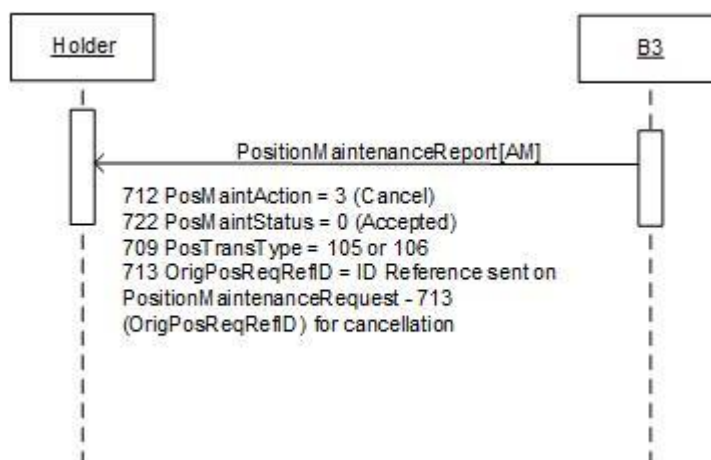 Holder
B3
PositionMaintenanceReport[AM]
712 PosMaintAction = 3 (Cancel)
722 PosMaintStatus = 0 (Accepted)
709 PosTransType = 105 or 106
713 OrigPosReqRefID = ID Reference sent on
PositionMaintenanceRequest - 713
(OrigPosReqRefID) for cancellation